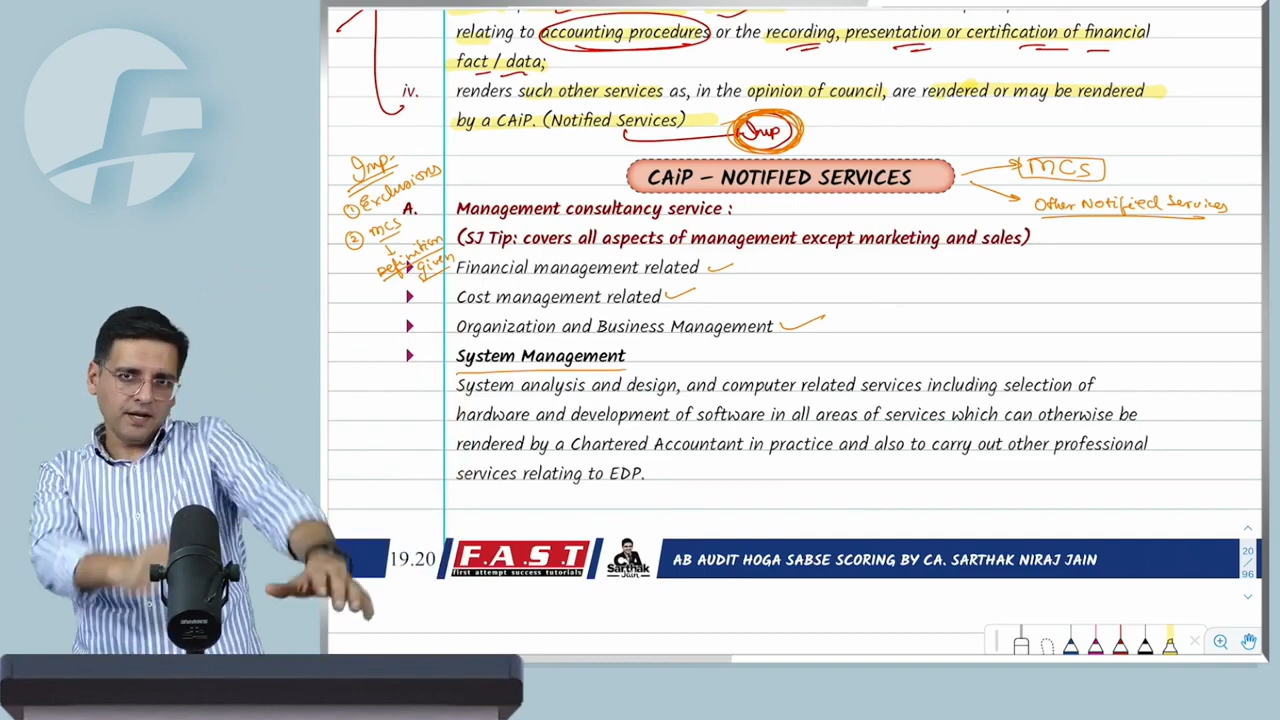 relating to accounting procedures or the recording, presentation or certification of financial
fact / data;
iv. renders such other services as, in the opinion of council, are rendered or may be rendered
by a CAiP. (Notified Services)
Imp
CAiP – NOTIFIED SERVICES
MCS
Other Notified Services
Imp.
① Exclusions
② MCS
Definition
given
A. Management consultancy service :
(SJ Tip: covers all aspects of management except marketing and sales)
Financial management related
Cost management related
Organization and Business Management
System Management
System analysis and design, and computer related services including selection of
hardware and development of software in all areas of services which can otherwise be
rendered by a Chartered Accountant in practice and also to carry out other professional
services relating to EDP.
19.20
F.A.S.T
first attempt success tutorials
Sarthak
Jain
AB AUDIT HOGA SABSE SCORING BY CA. SARTHAK NIRAJ JAIN
20
96